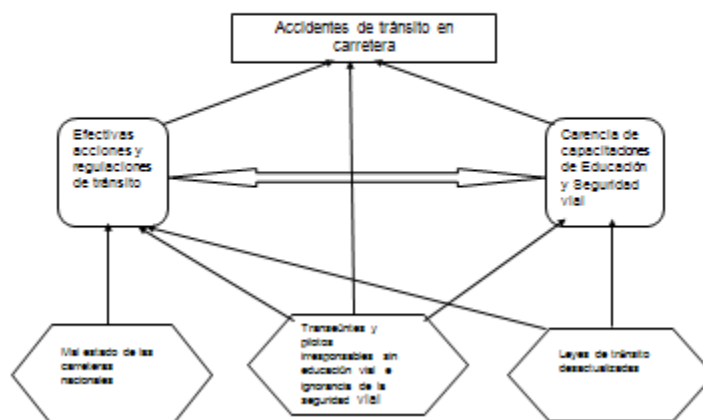 Accidentes de tránsito en
carretera
Efectivas
acciones y
regulaciones
de tránsito
Carencia de
capacitadores
de Educación
y Seguridad
vial
Mal estado de las
carreteras
nacionales
Transeúntes y
pilotos
irresponsables sin
educación vial e
ignorancia de la
seguridad vial
Leyes de tránsito
desactualizadas